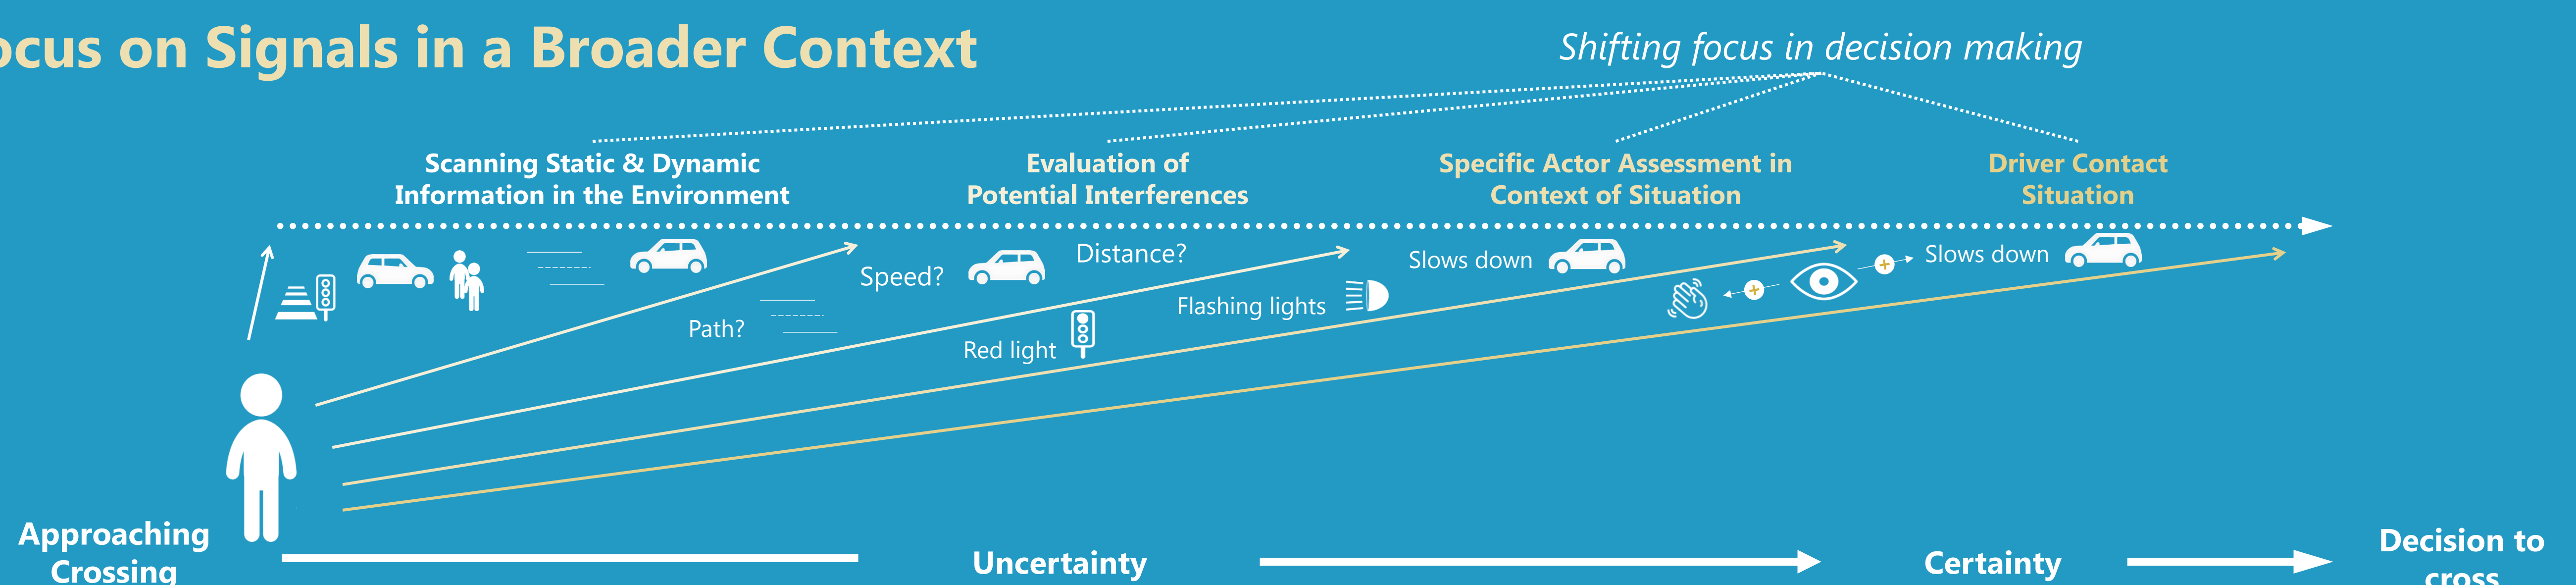 ocus on Signals in a Broader Context
Shifting focus in decision making
Scanning Static & Dynamic
Information in the Environment
Evaluation of
Potential Interferences
Specific Actor Assessment in
Context of Situation
Driver Contact
Situation
Path?
Speed?
Distance?
Red light
Flashing lights
Slows down
Slows down
Approaching
Crossing
Uncertainty
Certainty
Decision to
cross